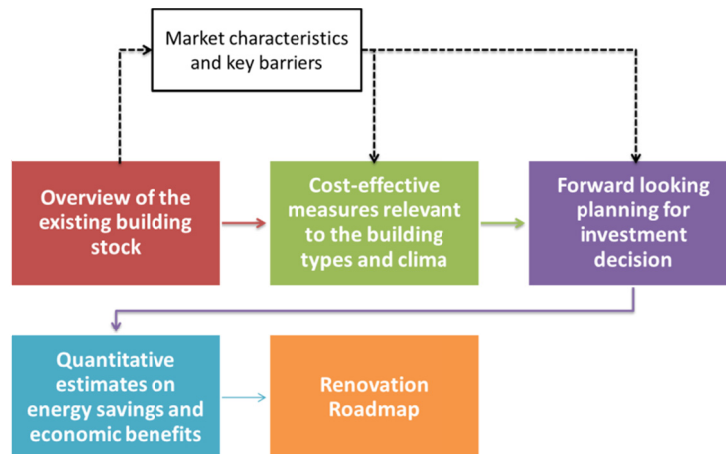 Market characteristics
and key barriers
Overview of the
existing building
stock
Cost-effective
measures relevant
to the building
types and clima
Forward looking
planning for
investment
decision
Quantitative
estimates on
energy savings and
economic benefits
Renovation
Roadmap